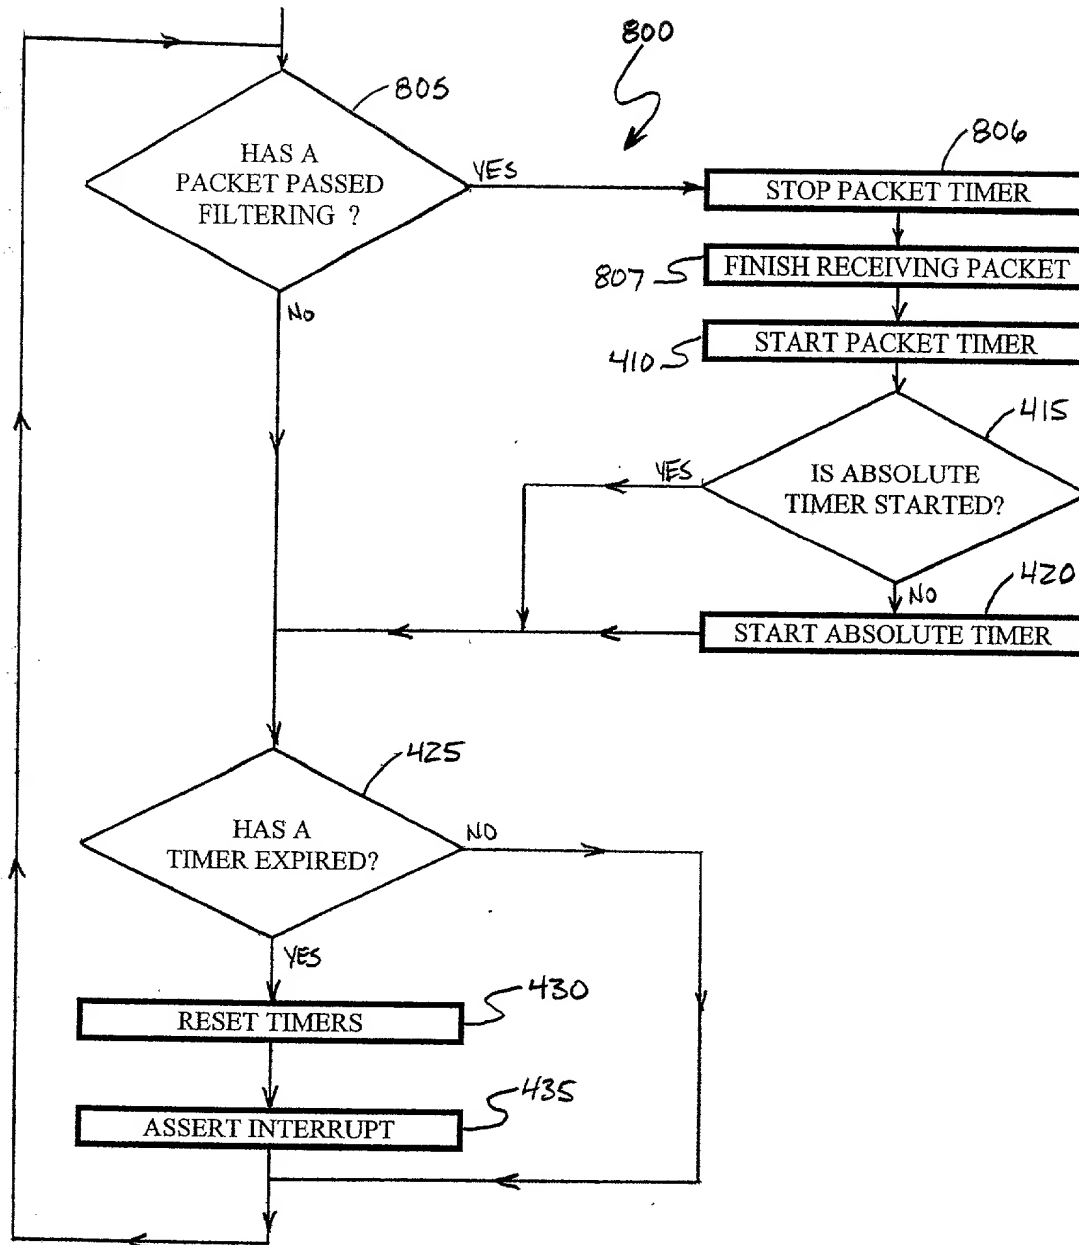 800
805
HAS A
PACKET PASSED
FILTERING ?
YES
NO
806
STOP PACKET TIMER
807
FINISH RECEIVING PACKET
410
START PACKET TIMER
415
IS ABSOLUTE
TIMER STARTED?
YES
NO
420
START ABSOLUTE TIMER
425
HAS A
TIMER EXPIRED?
NO
YES
430
RESET TIMERS
435
ASSERT INTERRUPT